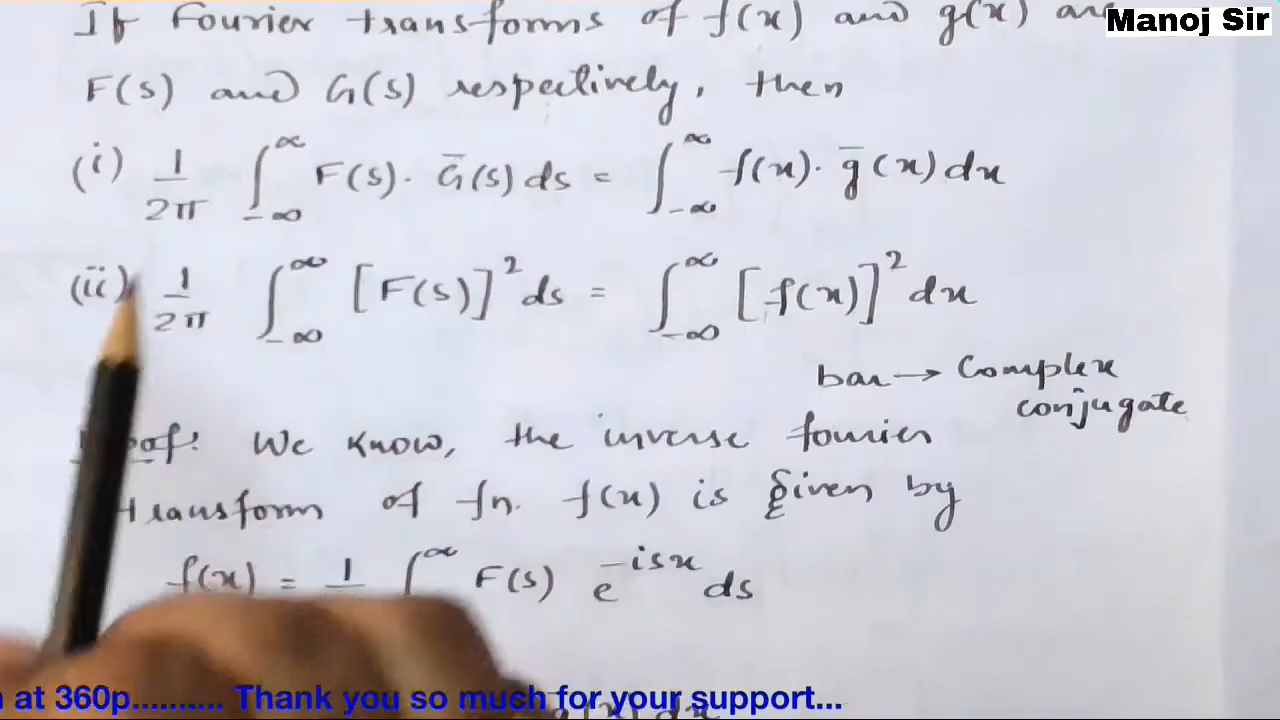 If Fourier transforms of f(x) and g(x) are
Manoj Sir
F(s) and G(s) respectively, then
(i) 1/2π ∫_{-∞}^{∞} F(s). G̅(s) ds = ∫_{-∞}^{∞} f(x). g̅(x) dx
(ii) 1/2π ∫_{-∞}^{∞} [F(s)]² ds = ∫_{-∞}^{∞} [f(x)]² dx
bar → Complex
conjugate
We know, the inverse fourier
transform of fn. f(x) is given by
f(x) = 1 ∫^{∞} F(s) e^{-isx} ds
at 360p.......... Thank you so much for your support...